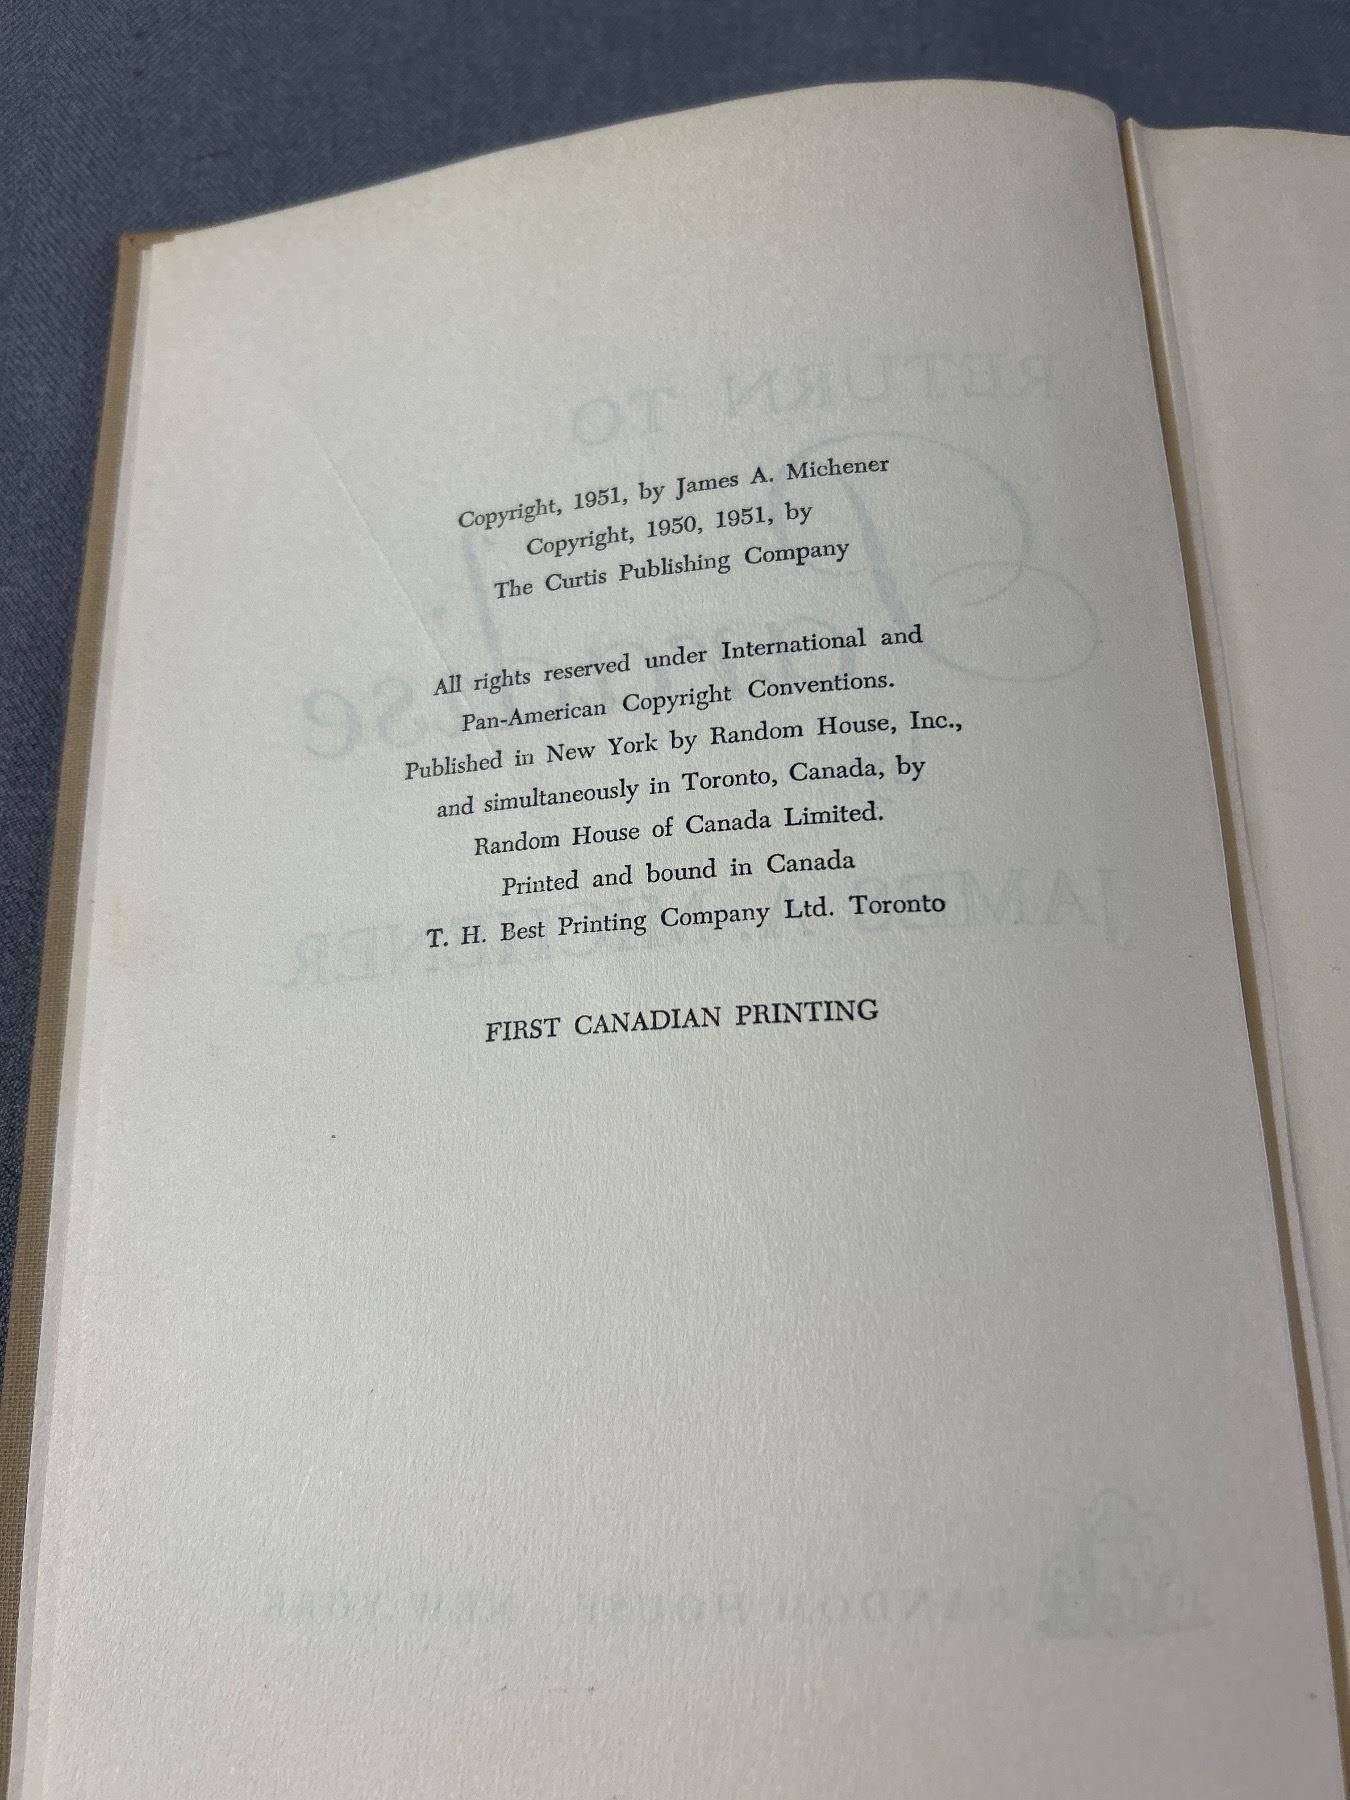 Copyright, 1951, by James A. Michener
Copyright, 1950, 1951, by
The Curtis Publishing Company
All rights reserved under International and
Pan-American Copyright Conventions.
Published in New York by Random House, Inc.,
and simultaneously in Toronto, Canada, by
Random House of Canada Limited.
Printed and bound in Canada
T. H. Best Printing Company Ltd. Toronto
FIRST CANADIAN PRINTING